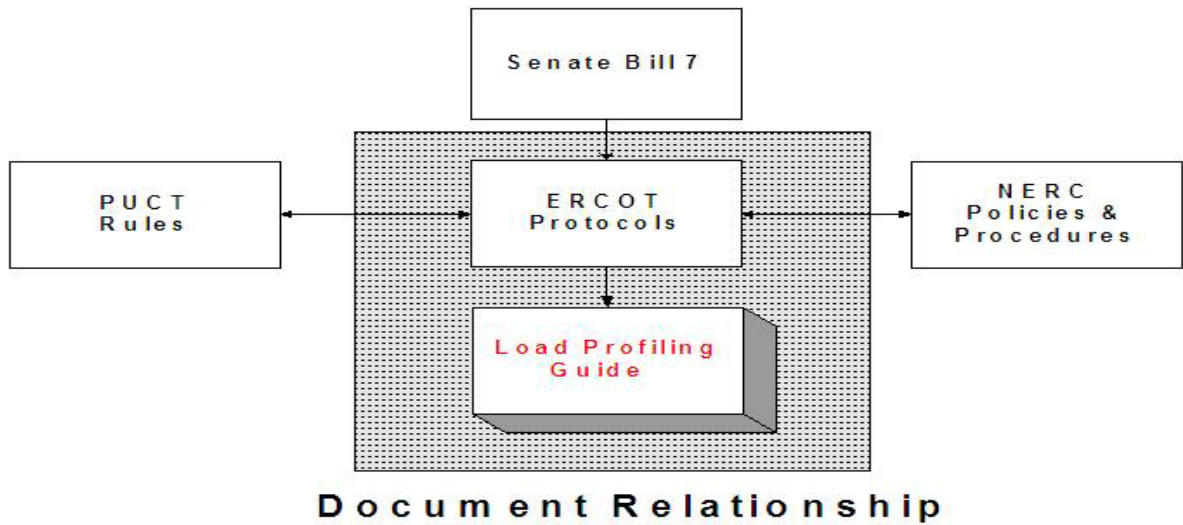 Senate Bill 7
PUCT
Rules
ERCOT
Protocols
NERC
Policies &
Procedures
Load Profiling
Guide
Document Relationship